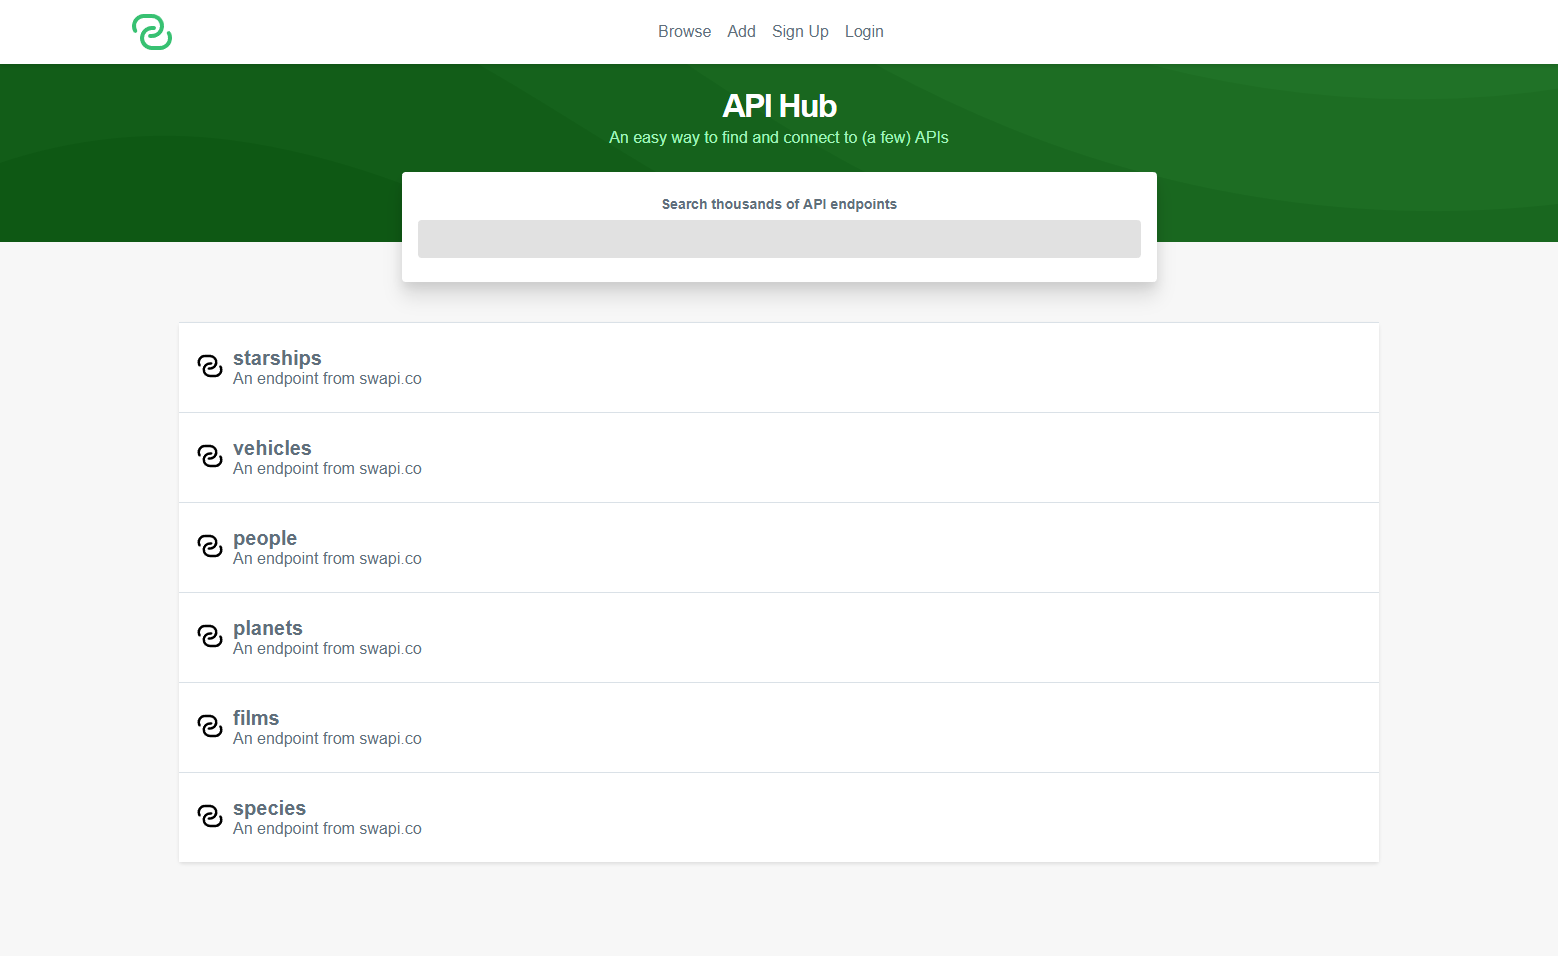 Browse Add Sign Up Login
API Hub
An easy way to find and connect to (a few) APIs
Search thousands of API endpoints
starships
An endpoint from swapi.co
vehicles
An endpoint from swapi.co
people
An endpoint from swapi.co
planets
An endpoint from swapi.co
films
An endpoint from swapi.co
species
An endpoint from swapi.co